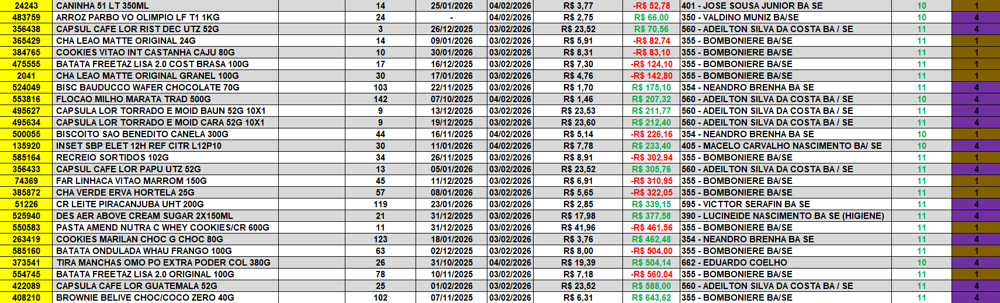 24243 CANINHA 51 LT 350ML 14 25/01/2026 04/02/2026 R$ 3,77 -R$ 52,78 401 - JOSE SOUSA JUNIOR BA SE 10 1
483759 ARROZ PARBO VO OLIMPIO LF T1 1KG 24 - 04/02/2026 R$ 2,75 R$ 66,00 350 - VALDINO MUNIZ BA/SE 10 4
356438 CAPSUL CAFE LOR RIST DEC UTZ 52G 3 26/12/2025 03/02/2026 R$ 23,52 R$ 70,56 560 - ADEILTON SILVA DA COSTA BA / SE 11 4
365429 CHA LEAO MATTE ORIGINAL 24G 14 09/01/2026 03/02/2026 R$ 5,91 -R$ 82,74 355 - BOMBONIERE BA/SE 11 1
384765 COOKIES VITAO INT CASTANHA CAJU 80G 10 30/01/2026 03/02/2026 R$ 8,31 -R$ 83,10 355 - BOMBONIERE BA/SE 11 1
475555 BATATA FREETAZ LISA 2.0 COST BRASA 100G 17 16/12/2025 03/02/2026 R$ 7,30 -R$ 124,10 355 - BOMBONIERE BA/SE 11 1
2041 CHA LEAO MATTE ORIGINAL GRANEL 100G 30 17/01/2026 03/02/2026 R$ 4,76 -R$ 142,80 355 - BOMBONIERE BA/SE 11 1
524049 BISC BAUDUCCO WAFER CHOCOLATE 70G 103 22/11/2025 03/02/2026 R$ 1,70 R$ 175,10 354 - NEANDRO BRENHA BA SE 11 4
553816 FLOCAO MILHO MARATA TRAD 500G 142 07/10/2025 04/02/2026 R$ 1,46 R$ 207,32 560 - ADEILTON SILVA DA COSTA BA / SE 10 4
495627 CAPSULA LOR TORRADO E MOID BAUN 52G 10X1 9 13/12/2025 03/02/2026 R$ 23,53 R$ 211,77 560 - ADEILTON SILVA DA COSTA BA / SE 11 4
495634 CAPSULA LOR TORRADO E MOID CARA 52G 10X1 9 19/12/2025 03/02/2026 R$ 23,60 R$ 212,40 560 - ADEILTON SILVA DA COSTA BA / SE 11 4
500055 BISCOITO SAO BENEDITO CANELA 300G 44 16/11/2025 03/02/2026 R$ 5,14 -R$ 226,16 354 - NEANDRO BRENHA BA SE 11 1
135920 INSET SBP ELET 12H REF CITR L12P10 30 11/01/2026 04/02/2026 R$ 7,78 R$ 233,40 405 - MACELO CARVALHO NASCIMENTO BA/ SE 10 4
585164 RECREIO SORTIDOS 102G 34 26/11/2025 03/02/2026 R$ 8,91 -R$ 302,94 355 - BOMBONIERE BA/SE 11 1
356433 CAPSUL CAFE LOR PAPU UTZ 52G 13 05/01/2026 03/02/2026 R$ 23,52 R$ 305,76 560 - ADEILTON SILVA DA COSTA BA / SE 11 4
74369 FAR LINHACA VITAO MARROM 150G 45 11/12/2025 03/02/2026 R$ 6,91 -R$ 310,95 355 - BOMBONIERE BA/SE 11 1
385872 CHA VERDE ERVA HORTELA 25G 57 08/01/2026 03/02/2026 R$ 5,65 -R$ 322,05 355 - BOMBONIERE BA/SE 11 1
51226 CR LEITE PIRACANJUBA UHT 200G 119 23/01/2026 03/02/2026 R$ 2,85 R$ 339,15 595 - VICTTOR SERAFIN BA SE 11 4
525940 DES AER ABOVE CREAM SUGAR 2X150ML 21 31/12/2025 03/02/2026 R$ 17,98 R$ 377,58 390 - LUCINEIDE NASCIMENTO BA SE (HIGIENE) 11 4
550583 PASTA AMEND NUTRA C WHEY COOKIES/CR 600G 11 31/12/2025 03/02/2026 R$ 41,96 -R$ 461,56 355 - BOMBONIERE BA/SE 11 1
263419 COOKIES MARILAN CHOC G CHOC 80G 123 18/01/2026 03/02/2026 R$ 3,76 R$ 462,48 354 - NEANDRO BRENHA BA SE 11 4
585160 BATATA ONDULADA WHAU FRANGO 100G 63 02/12/2025 03/02/2026 R$ 8,00 -R$ 504,00 355 - BOMBONIERE BA/SE 11 1
373541 TIRA MANCHAS OMO PO EXTRA PODER COL 380G 26 31/10/2025 04/02/2026 R$ 19,39 R$ 504,14 662 - EDUARDO COELHO 10 4
554745 BATATA FREETAZ LISA 2.0 ORIGINAL 100G 78 10/11/2025 03/02/2026 R$ 7,18 -R$ 560,04 355 - BOMBONIERE BA/SE 11 1
422089 CAPSULA CAFE LOR GUATEMALA 52G 25 01/02/2026 03/02/2026 R$ 23,52 R$ 588,00 560 - ADEILTON SILVA DA COSTA BA / SE 11 4
408210 BROWNIE BELIVE CHOC/COCO ZERO 40G 102 07/11/2025 03/02/2026 R$ 6,31 R$ 643,62 355 - BOMBONIERE BA/SE 11 4